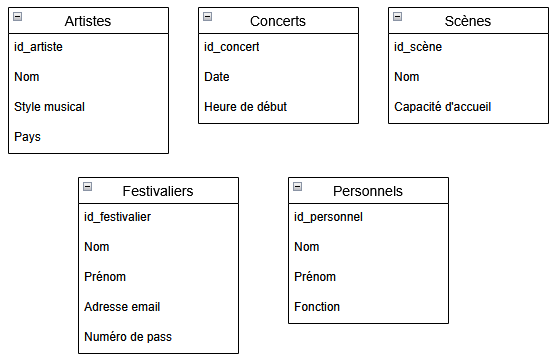 Artistes
id_artiste
Nom
Style musical
Pays
Concerts
id_concert
Date
Heure de début
Scènes
id_scène
Nom
Capacité d'accueil
Festivaliers
id_festivalier
Nom
Prénom
Adresse email
Numéro de pass
Personnels
id_personnel
Nom
Prénom
Fonction